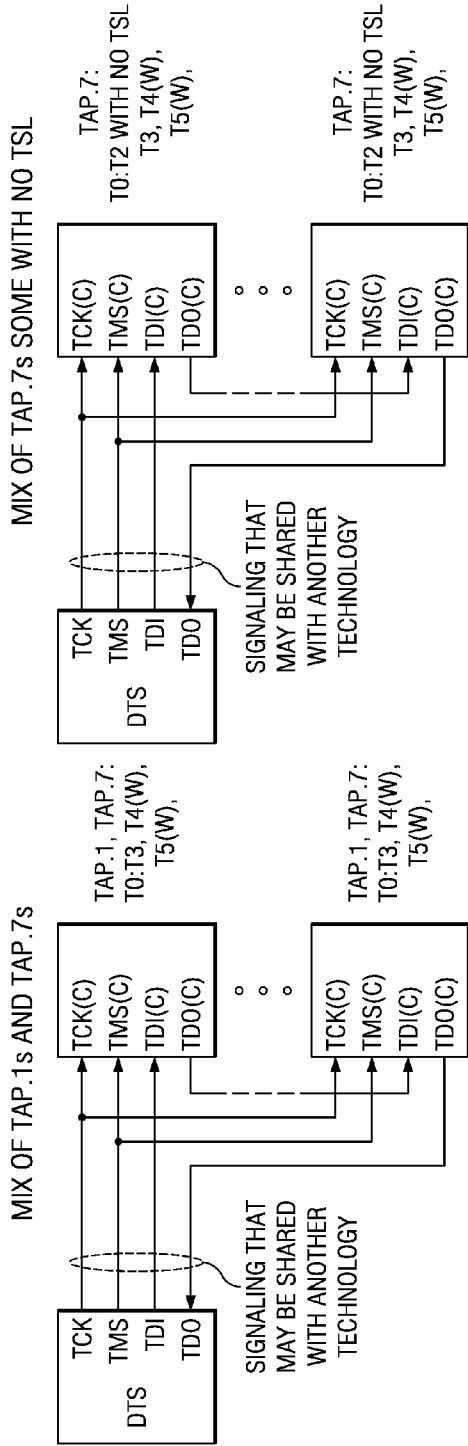 MIX OF TAP.1s AND TAP.7s
DTS
TCK
TMS
TDI
TDO
SIGNALING THAT
MAY BE SHARED
WITH ANOTHER
TECHNOLOGY
TCK(C)
TMS(C)
TDI(C)
TDO(C)
TAP.1, TAP.7:
T0:T3, T4(W),
T5(W),
TCK(C)
TMS(C)
TDI(C)
TDO(C)
TAP.1, TAP.7:
T0:T3, T4(W),
T5(W),
MIX OF TAP.7s SOME WITH NO TSL
DTS
TCK
TMS
TDI
TDO
SIGNALING THAT
MAY BE SHARED
WITH ANOTHER
TECHNOLOGY
TCK(C)
TMS(C)
TDI(C)
TDO(C)
TAP.7:
T0:T2 WITH NO TSL
T3, T4(W),
T5(W),
TCK(C)
TMS(C)
TDI(C)
TDO(C)
TAP.7:
T0:T2 WITH NO TSL
T3, T4(W),
T5(W),